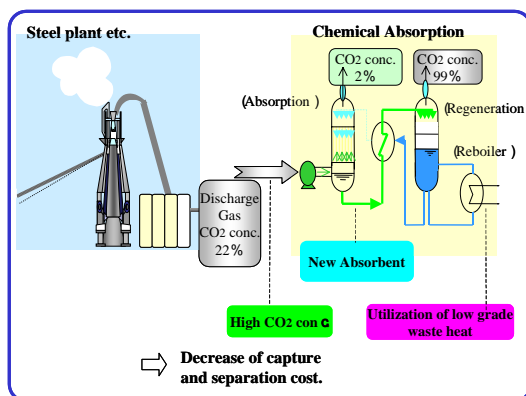 Steel plant etc.
Chemical Absorption
CO2 conc.
2%
CO2 conc.
99%
(Absorption)
(Regeneration
(Reboiler)
Discharge
Gas
CO2 conc.
22%
New Absorbent
High CO2 conc
Utilization of low grade
waste heat
Decrease of capture
and separation cost.